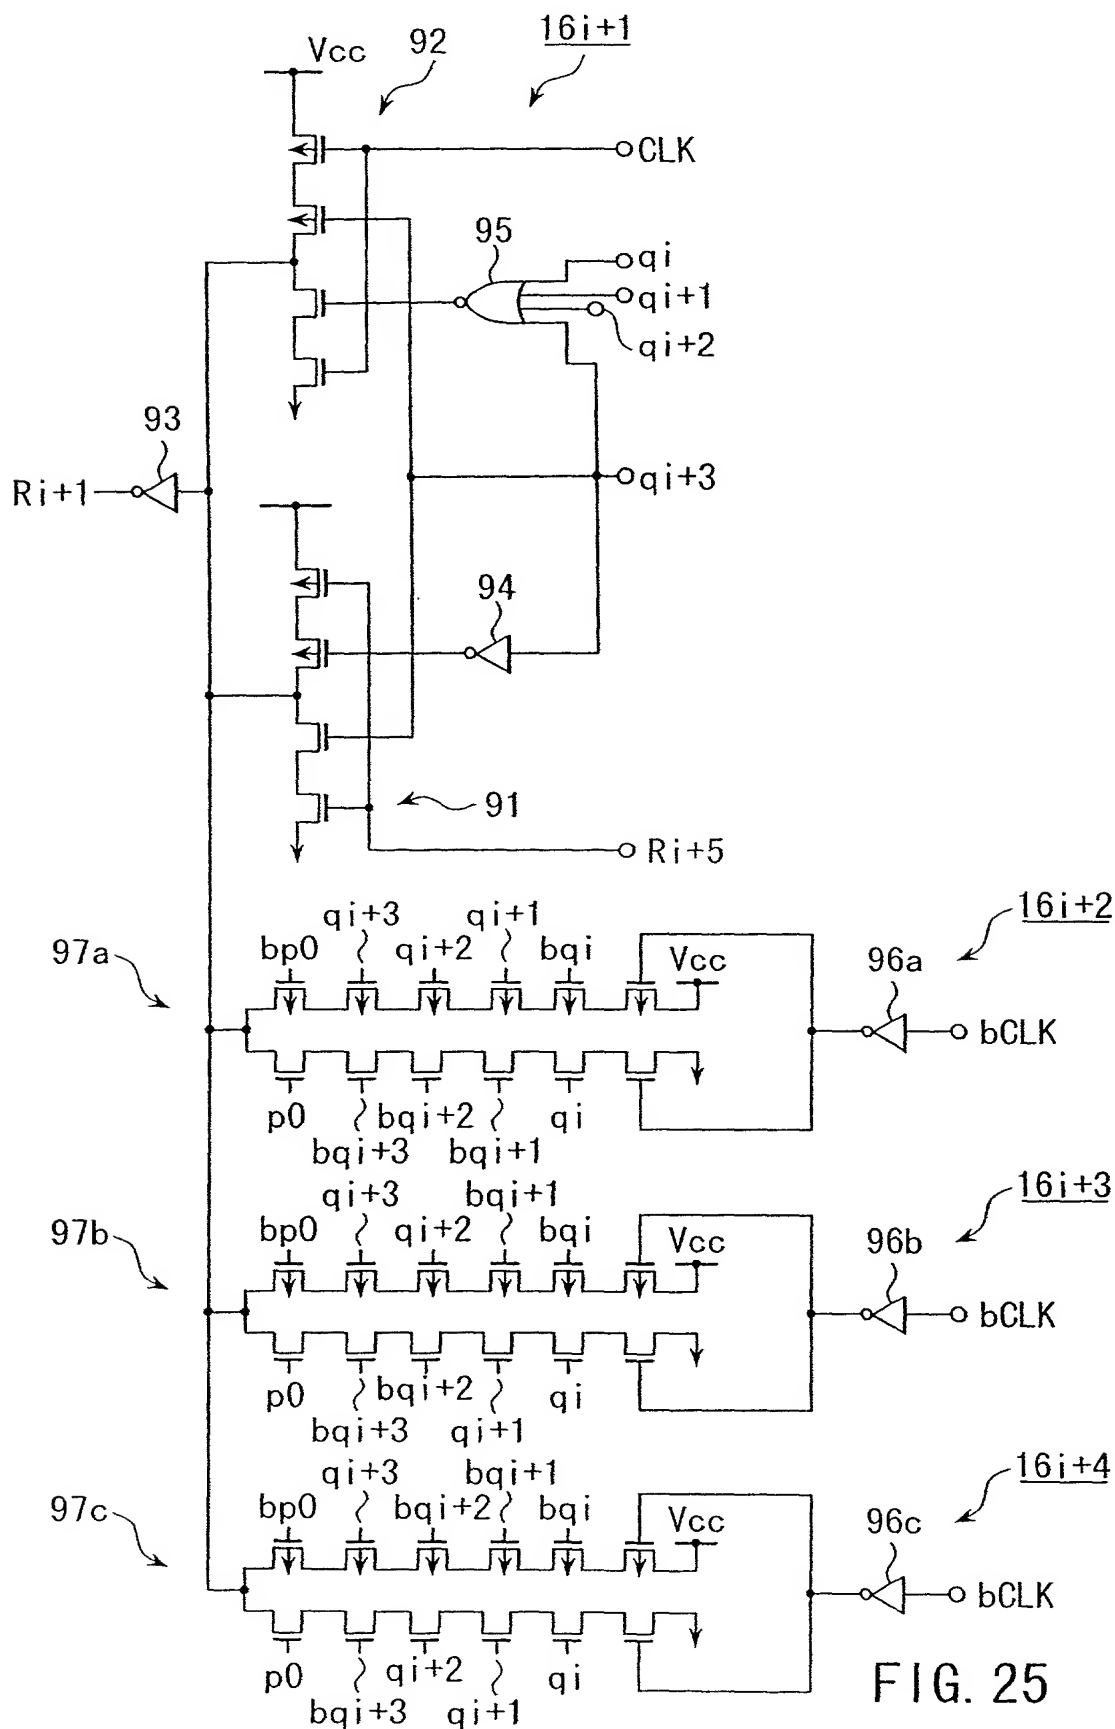 16i+1
92
Vcc
CLK
95
qi
qi+1
qi+2
93
Ri+1
qi+3
94
91
Ri+5
16i+2
97a
qi+3 qi+1
bp0 qi+2 bqi
Vcc
96a
bCLK
p0 bqi+2 qi
bqi+3 bqi+1
16i+3
97b
qi+3 bqi+1
bp0 qi+2 bqi
Vcc
96b
bCLK
p0 bqi+2 qi
bqi+3 qi+1
16i+4
97c
qi+3 bqi+1
bp0 bqi+2 bqi
Vcc
96c
bCLK
p0 qi+2 qi
bqi+3 qi+1
FIG. 25